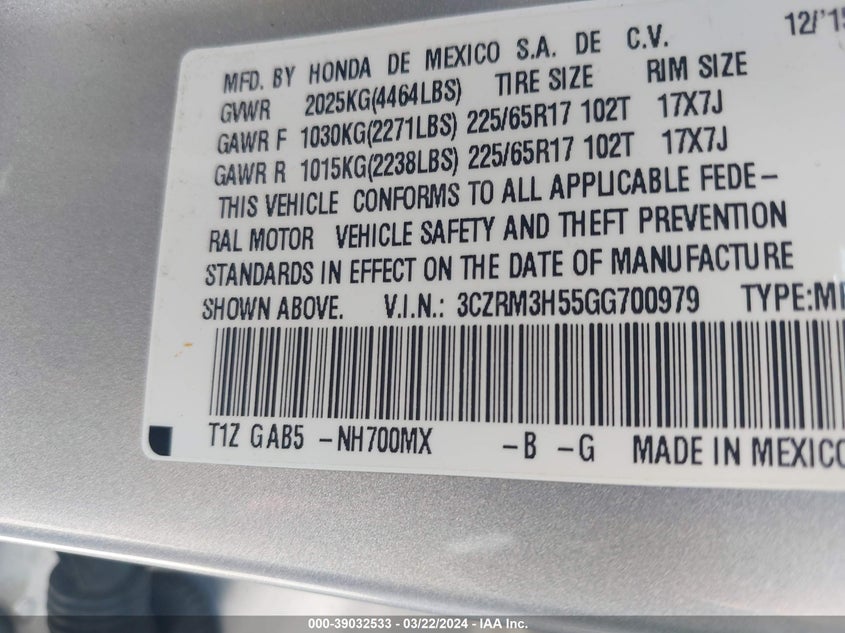 MFD. BY HONDA DE MEXICO S.A. DE C.V. 12/'15
GVWR 2025KG(4464LBS) TIRE SIZE RIM SIZE
GAWR F 1030KG(2271LBS) 225/65R17 102T 17X7J
GAWR R 1015KG(2238LBS) 225/65R17 102T 17X7J
THIS VEHICLE CONFORMS TO ALL APPLICABLE FEDE-
RAL MOTOR VEHICLE SAFETY AND THEFT PREVENTION
STANDARDS IN EFFECT ON THE DATE OF MANUFACTURE
SHOWN ABOVE. V.I.N.: 3CZRM3H55GG700979 TYPE:
T1Z GAB5 -NH700MX -B -G MADE IN MEXICO
000-39032533 - 03/22/2024 - IAA Inc.